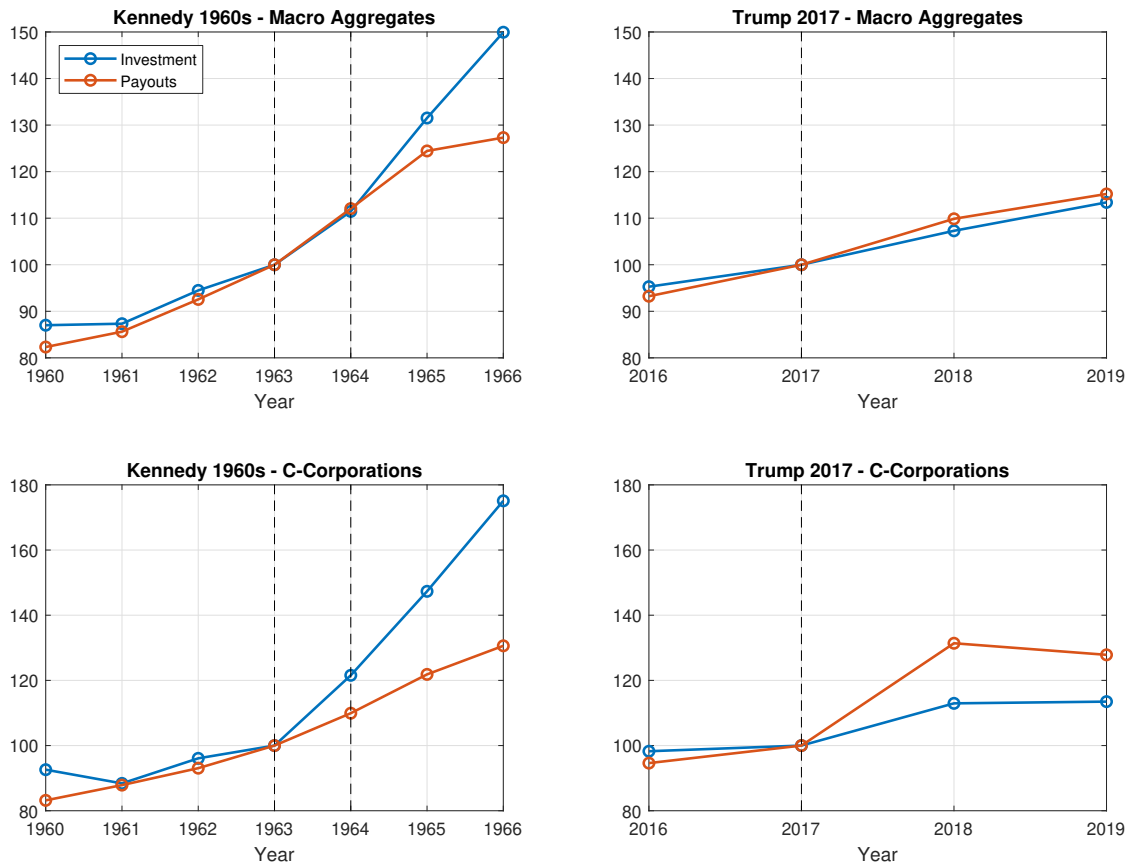 Kennedy 1960s - Macro Aggregates
150
140
130
120
110
100
90
80
Investment
Payouts
1960 1961 1962 1963 1964 1965 1966
Year
Trump 2017 - Macro Aggregates
150
140
130
120
110
100
90
80
2016 2017 2018 2019
Year
Kennedy 1960s - C-Corporations
180
160
140
120
100
80
1960 1961 1962 1963 1964 1965 1966
Year
Trump 2017 - C-Corporations
180
160
140
120
100
80
2016 2017 2018 2019
Year